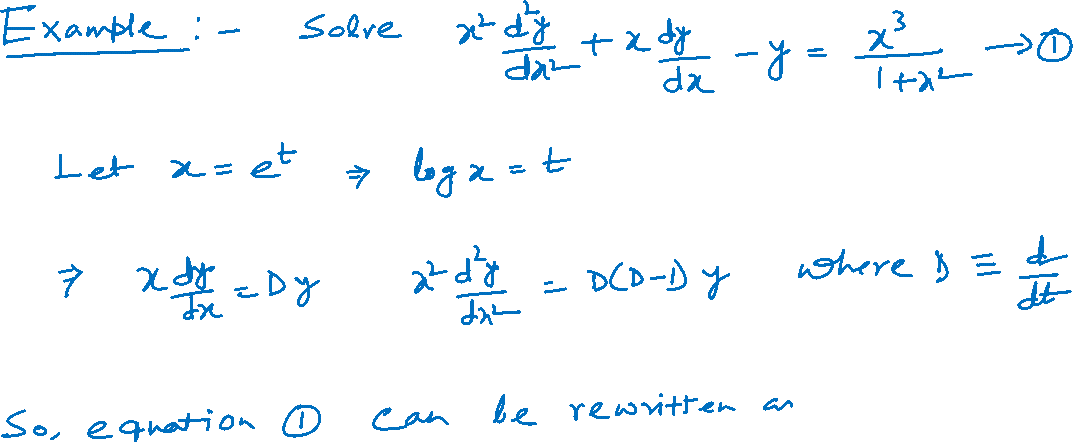 Example :- Solve x² d²y/dx² + x dy/dx - y = x³/(1+x²) → ①
Let x = e^t ⇒ log x = t
⇒ x dy/dx = Dy x² d²y/dx² = D(D-1) y where D ≡ d/dt
So, equation ① can be rewritten as